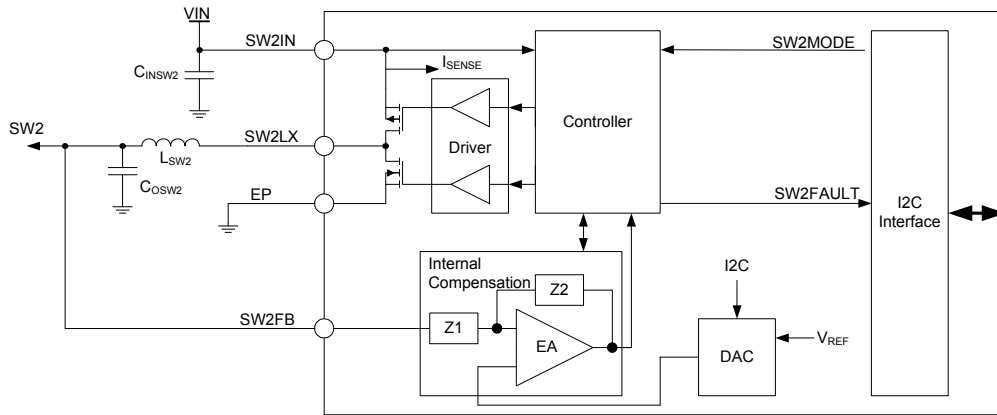 VIN
SW2IN
SW2MODE
CINSW2
ISENSE
Controller
SW2
SW2LX
Driver
LSW2
COSW2
EP
SW2FAULT
I2C
Interface
Internal
Compensation
I2C
Z2
SW2FB
Z1
EA
DAC
VREF